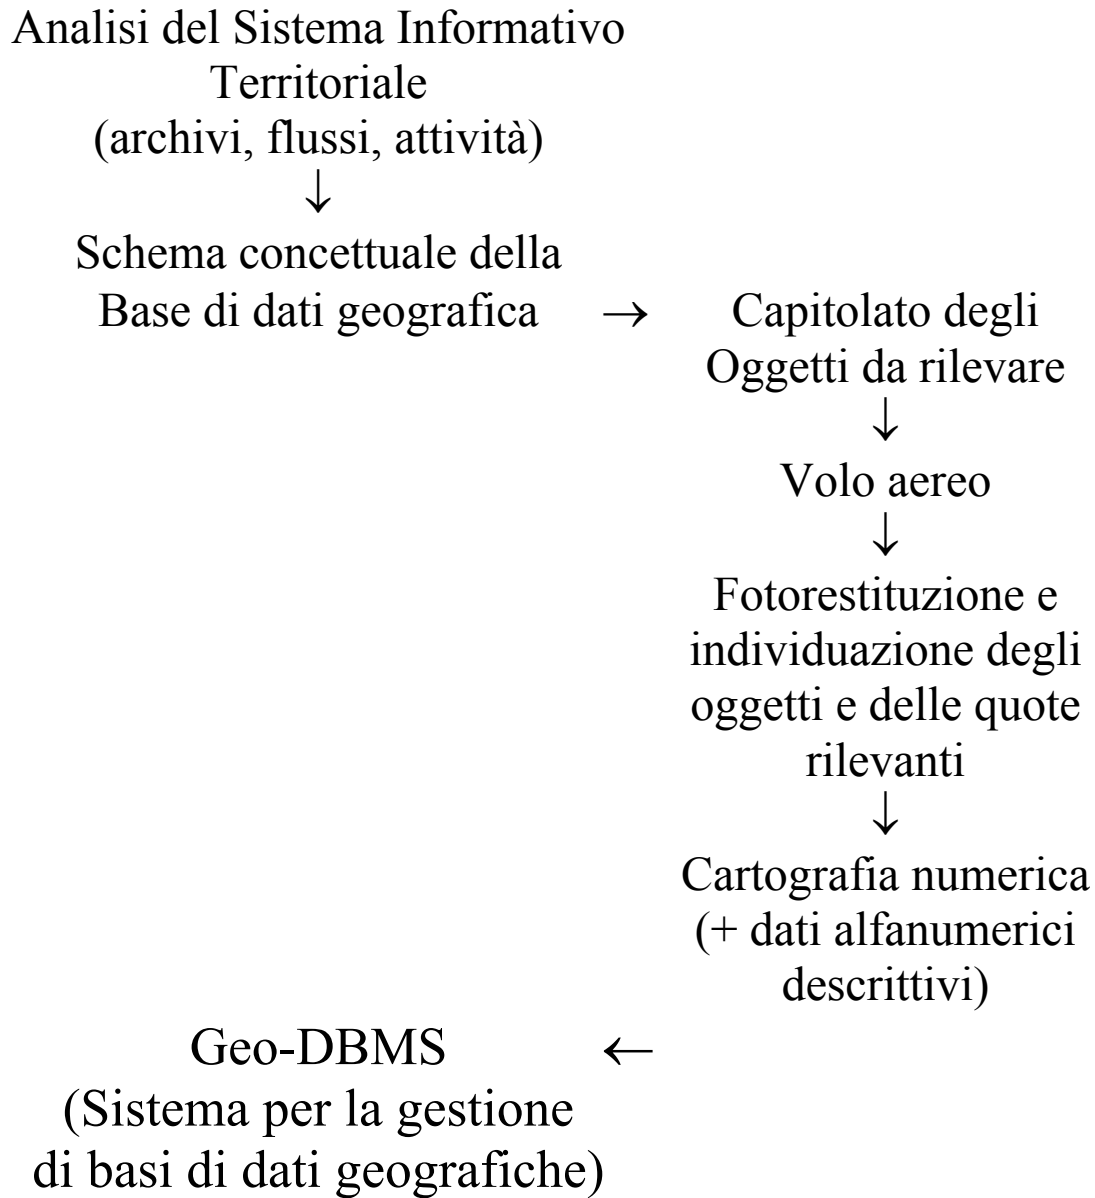 Analisi del Sistema Informativo
Territoriale
(archivi, flussi, attività)
↓
Schema concettuale della
Base di dati geografica → Capitolato degli
Oggetti da rilevare
↓
Volo aereo
↓
Fotorestituzione e
individuazione degli
oggetti e delle quote
rilevanti
↓
Cartografia numerica
(+ dati alfanumerici
descrittivi)
Geo-DBMS ←
(Sistema per la gestione
di basi di dati geografiche)